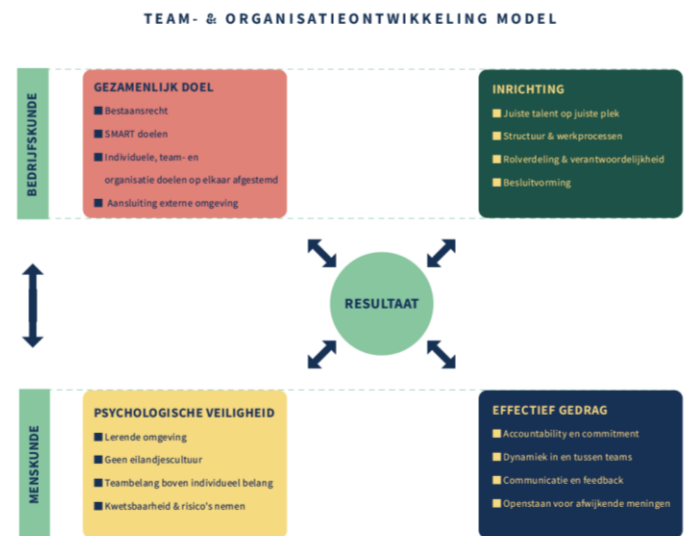 TEAM- & ORGANISATIEONTWIKKELING MODEL
BEDRIJFSKUNDE
GEZAMENLIJK DOEL
Bestaansrecht
SMART doelen
Individuele, team- en
organisatie doelen op elkaar afgestemd
Aansluiting externe omgeving
INRICHTING
Juiste talent op juiste plek
Structuur & werkprocessen
Rolverdeling & verantwoordelijkheid
Besluitvorming
RESULTAAT
MENSKUNDE
PSYCHOLOGISCHE VEILIGHEID
Lerende omgeving
Geen eilandjescultuur
Teambelang boven individueel belang
Kwetsbaarheid & risico's nemen
EFFECTIEF GEDRAG
Accountability en commitment
Dynamiek in en tussen teams
Communicatie en feedback
Openstaan voor afwijkende meningen